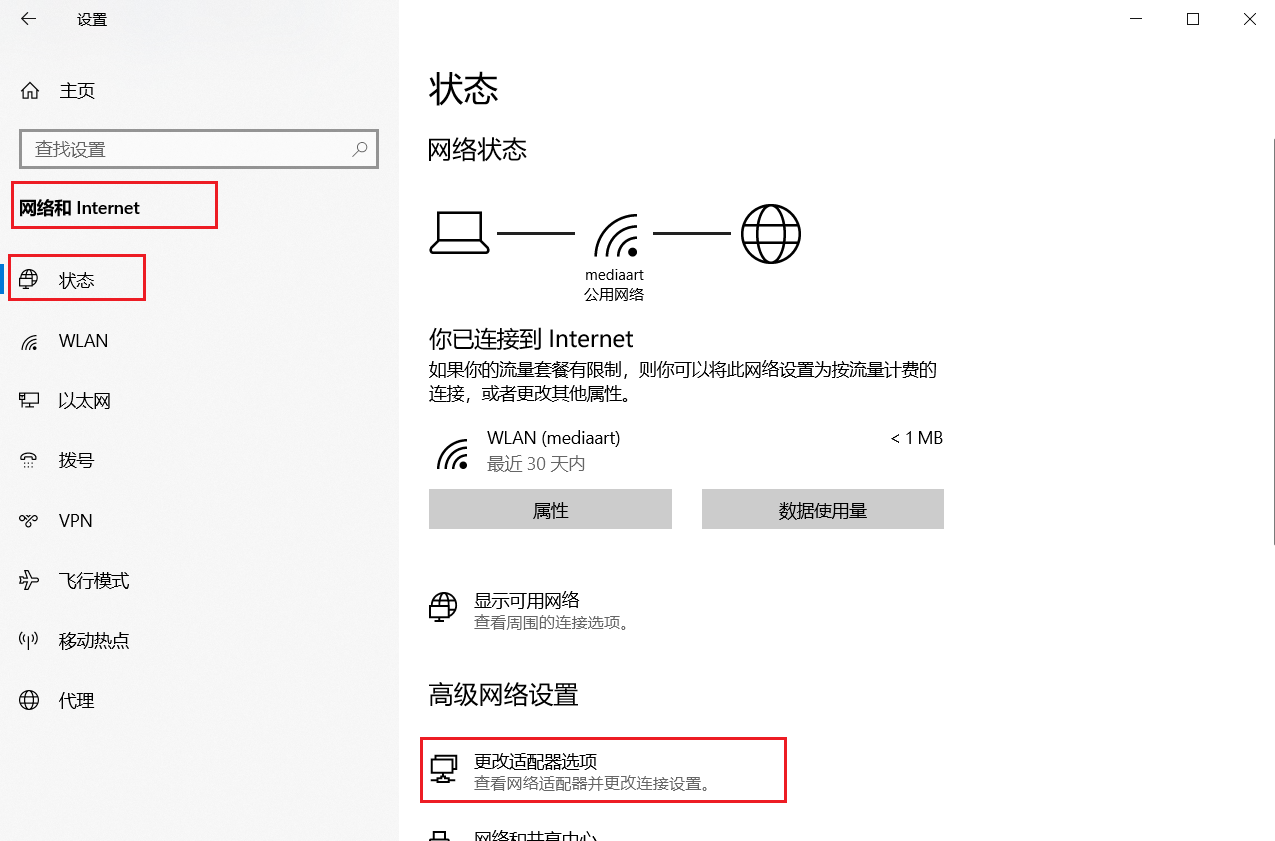 设置
主页
查找设置
网络和 Internet
状态
WLAN
以太网
拨号
VPN
飞行模式
移动热点
代理
状态
网络状态
mediaart
公用网络
你已连接到 Internet
如果你的流量套餐有限制，则你可以将此网络设置为按流量计费的
连接，或者更改其他属性。
WLAN (mediaart)
< 1 MB
最近 30 天内
属性
数据使用量
显示可用网络
查看周围的连接选项。
高级网络设置
更改适配器选项
查看网络适配器并更改连接设置。
网络和共享中心